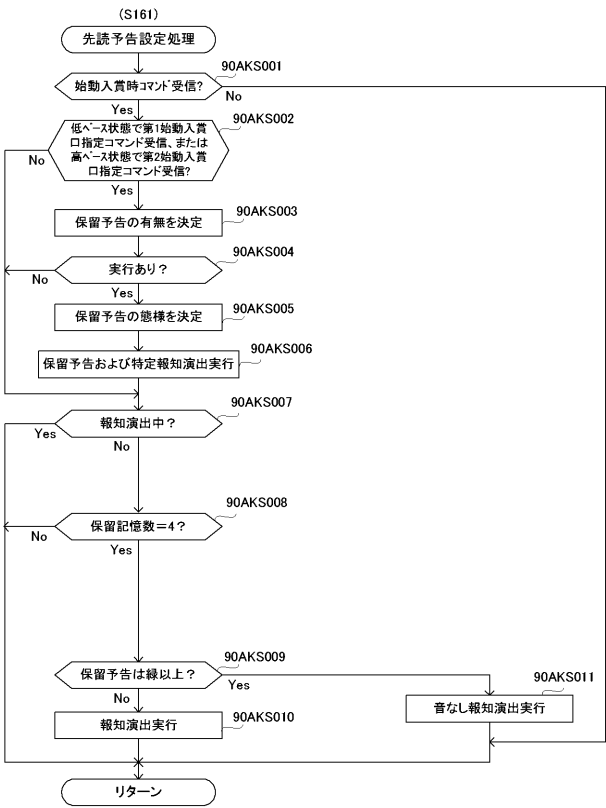 (S161)
先読予告設定処理
90AKS001
始動入賞時コマンド受信?
No
Yes
90AKS002
低ベース状態で第1始動入賞
口指定コマンド受信、または
高ベース状態で第2始動入賞
口指定コマンド受信?
No
Yes
90AKS003
保留予告の有無を決定
90AKS004
実行あり?
No
Yes
90AKS005
保留予告の態様を決定
90AKS006
保留予告および特定報知演出実行
90AKS007
報知演出中?
Yes
No
90AKS008
保留記憶数=4?
No
Yes
90AKS009
保留予告は緑以上?
Yes
No
90AKS011
音なし報知演出実行
90AKS010
報知演出実行
リターン